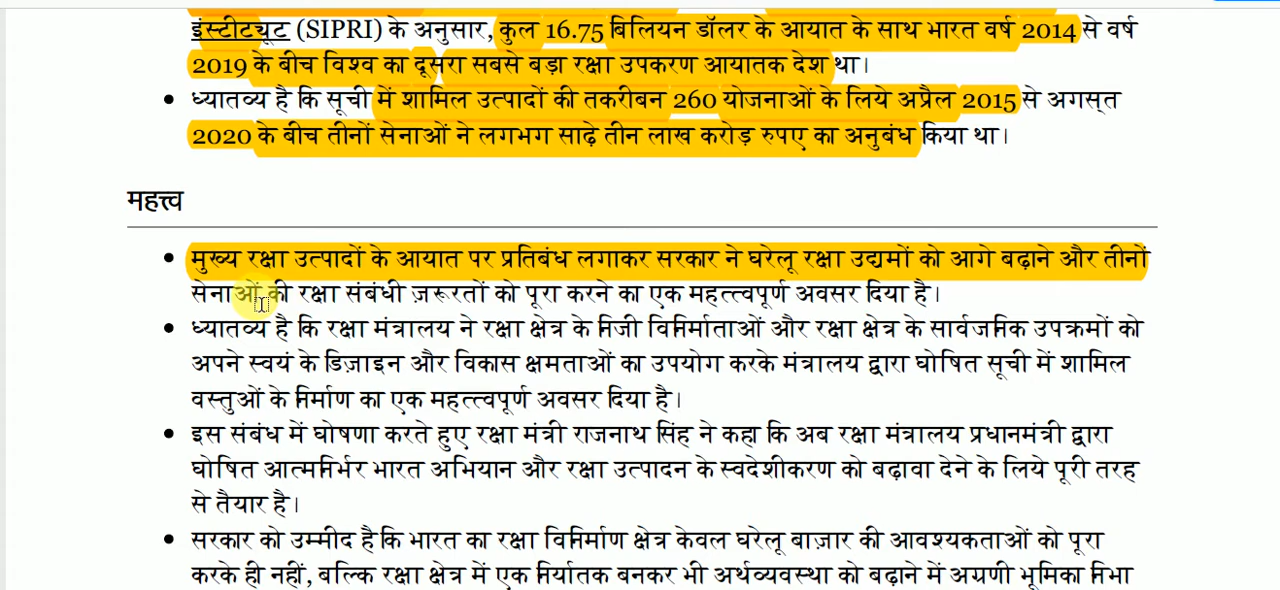 इंस्टीट्यूट (SIPRI) के अनुसार, कुल 16.75 बिलियन डॉलर के आयात के साथ भारत वर्ष 2014 से वर्ष
2019 के बीच विश्व का दूसरा सबसे बड़ा रक्षा उपकरण आयातक देश था।
• ध्यातव्य है कि सूची में शामिल उत्पादों की तकरीबन 260 योजनाओं के लिये अप्रैल 2015 से अगस्त
2020 के बीच तीनों सेनाओं ने लगभग साढ़े तीन लाख करोड़ रुपए का अनुबंध किया था।
महत्त्व
• मुख्य रक्षा उत्पादों के आयात पर प्रतिबंध लगाकर सरकार ने घरेलू रक्षा उद्यमों को आगे बढ़ाने और तीनों
सेनाओं की रक्षा संबंधी ज़रूरतों को पूरा करने का एक महत्त्वपूर्ण अवसर दिया है।
• ध्यातव्य है कि रक्षा मंत्रालय ने रक्षा क्षेत्र के निजी विनिर्माताओं और रक्षा क्षेत्र के सार्वजनिक उपक्रमों को
अपने स्वयं के डिज़ाइन और विकास क्षमताओं का उपयोग करके मंत्रालय द्वारा घोषित सूची में शामिल
वस्तुओं के निर्माण का एक महत्त्वपूर्ण अवसर दिया है।
• इस संबंध में घोषणा करते हुए रक्षा मंत्री राजनाथ सिंह ने कहा कि अब रक्षा मंत्रालय प्रधानमंत्री द्वारा
घोषित आत्मनिर्भर भारत अभियान और रक्षा उत्पादन के स्वदेशीकरण को बढ़ावा देने के लिये पूरी तरह
से तैयार है।
• सरकार को उम्मीद है कि भारत का रक्षा विनिर्माण क्षेत्र केवल घरेलू बाज़ार की आवश्यकताओं को पूरा
करके ही नहीं, बल्कि रक्षा क्षेत्र में एक निर्यातक बनकर भी अर्थव्यवस्था को बढ़ाने में अग्रणी भूमिका निभा